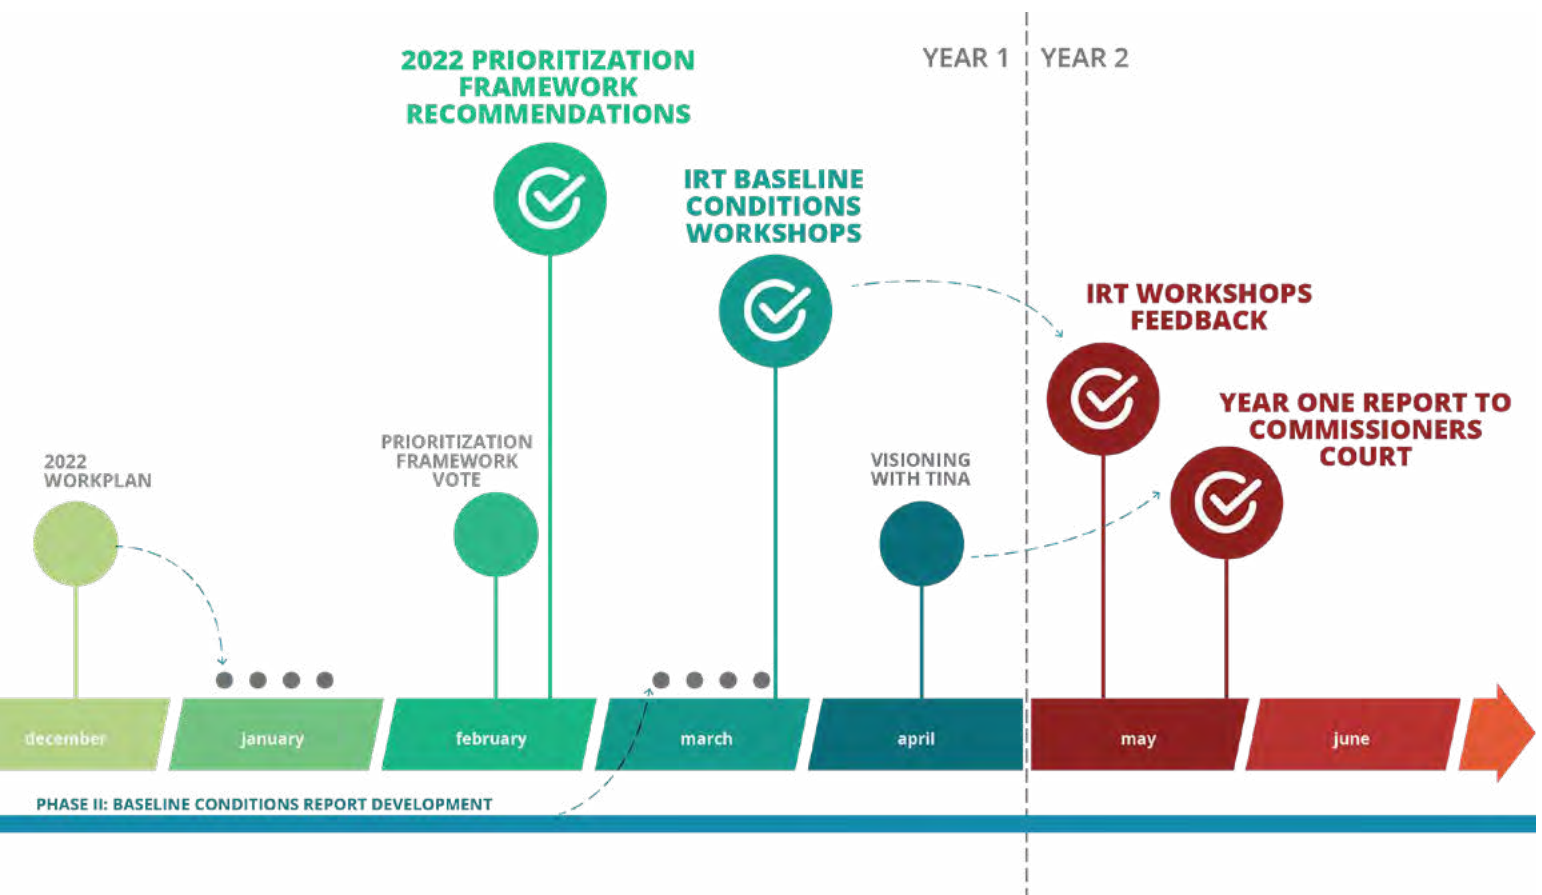 YEAR 1
YEAR 2
2022 PRIORITIZATION
FRAMEWORK
RECOMMENDATIONS
IRT BASELINE
CONDITIONS
WORKSHOPS
IRT WORKSHOPS
FEEDBACK
YEAR ONE REPORT TO
COMMISSIONERS
COURT
2022
WORKPLAN
PRIORITIZATION
FRAMEWORK
VOTE
VISIONING
WITH TINA
december
january
february
march
april
may
june
PHASE II: BASELINE CONDITIONS REPORT DEVELOPMENT